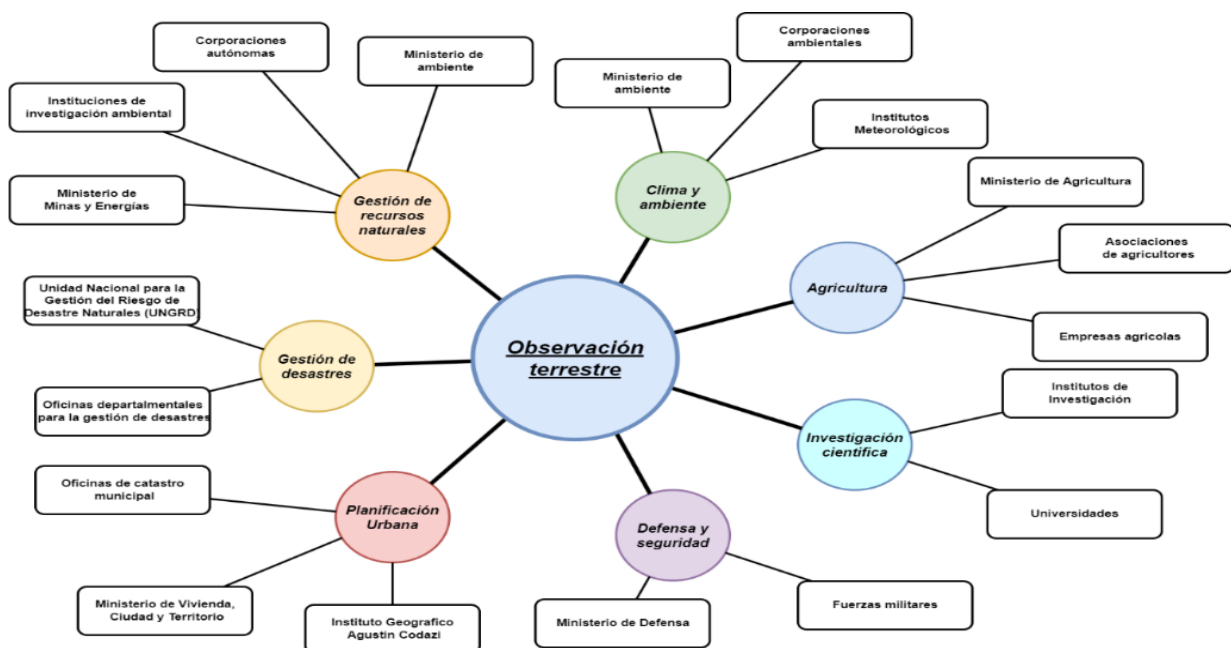 Corporaciones
autónomas
Ministerio de
ambiente
Instituciones de
investigación ambiental
Ministerio de
Minas y Energías
Gestión de
recursos
naturales
Corporaciones
ambientales
Ministerio de
ambiente
Institutos
Meteorológicos
Clima y
ambiente
Ministerio de Agricultura
Asociaciones
de agricultores
Empresas agricolas
Agricultura
Observación
terrestre
Unidad Nacional para la
Gestión del Riesgo de
Desastre Naturales (UNGRD)
Oficinas departalmentales
para la gestión de desastres
Gestión de
desastres
Institutos de
Investigación
Universidades
Investigación
cientifica
Oficinas de catastro
municipal
Ministerio de Vivienda,
Ciudad y Territorio
Instituto Geografico
Agustin Codazi
Planificación
Urbana
Defensa y
seguridad
Ministerio de Defensa
Fuerzas militares